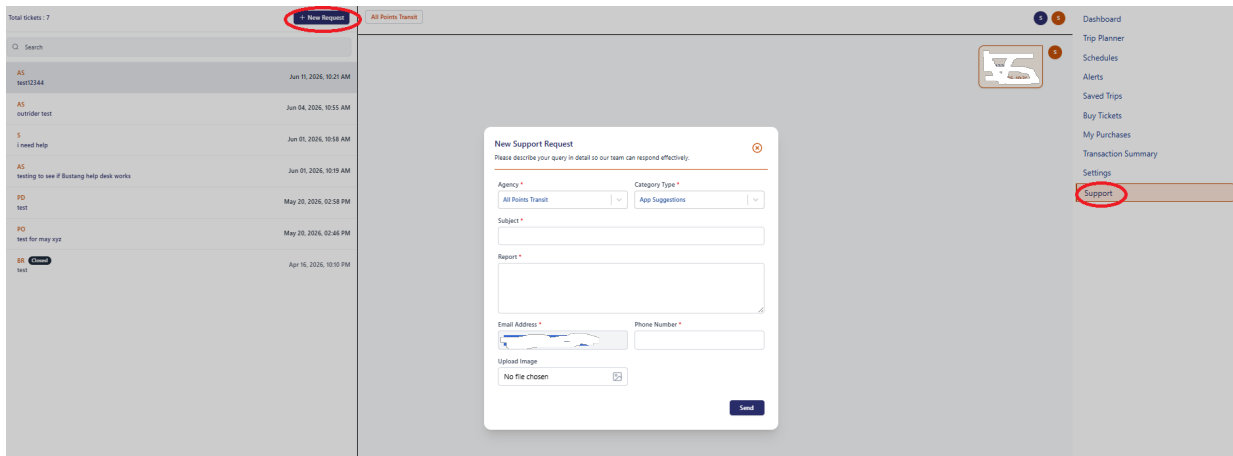 Total tickets : 7
+ New Request
Search
AS
test12344
Jun 11, 2026, 10:21 AM
AS
outrider test
Jun 04, 2026, 10:55 AM
S
i need help
Jun 01, 2026, 10:58 AM
AS
testing to see if Bustang help desk works
Jun 01, 2026, 10:19 AM
PD
test
May 20, 2026, 02:58 PM
PO
test for may xyz
May 20, 2026, 02:46 PM
BR Closed
test
Apr 16, 2026, 10:10 PM
All Points Transit
S S
S
New Support Request
Please describe your query in detail so our team can respond effectively.
Agency * Category Type *
All Points Transit App Suggestions
Subject *
Report *
Email Address * Phone Number *
Upload Image
No file chosen
Send
Dashboard
Trip Planner
Schedules
Alerts
Saved Trips
Buy Tickets
My Purchases
Transaction Summary
Settings
Support